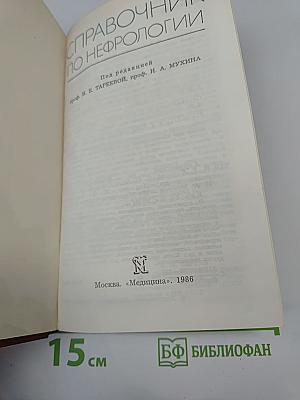 СПРАВОЧНИК
ПО НЕФРОЛОГИИ
Под редакцией
проф. И. Е. ТАРЕЕВОЙ, проф. Н. А. МУХИНА
Москва. «Медицина». 1986
15 см
БФ БИБЛИОФАН